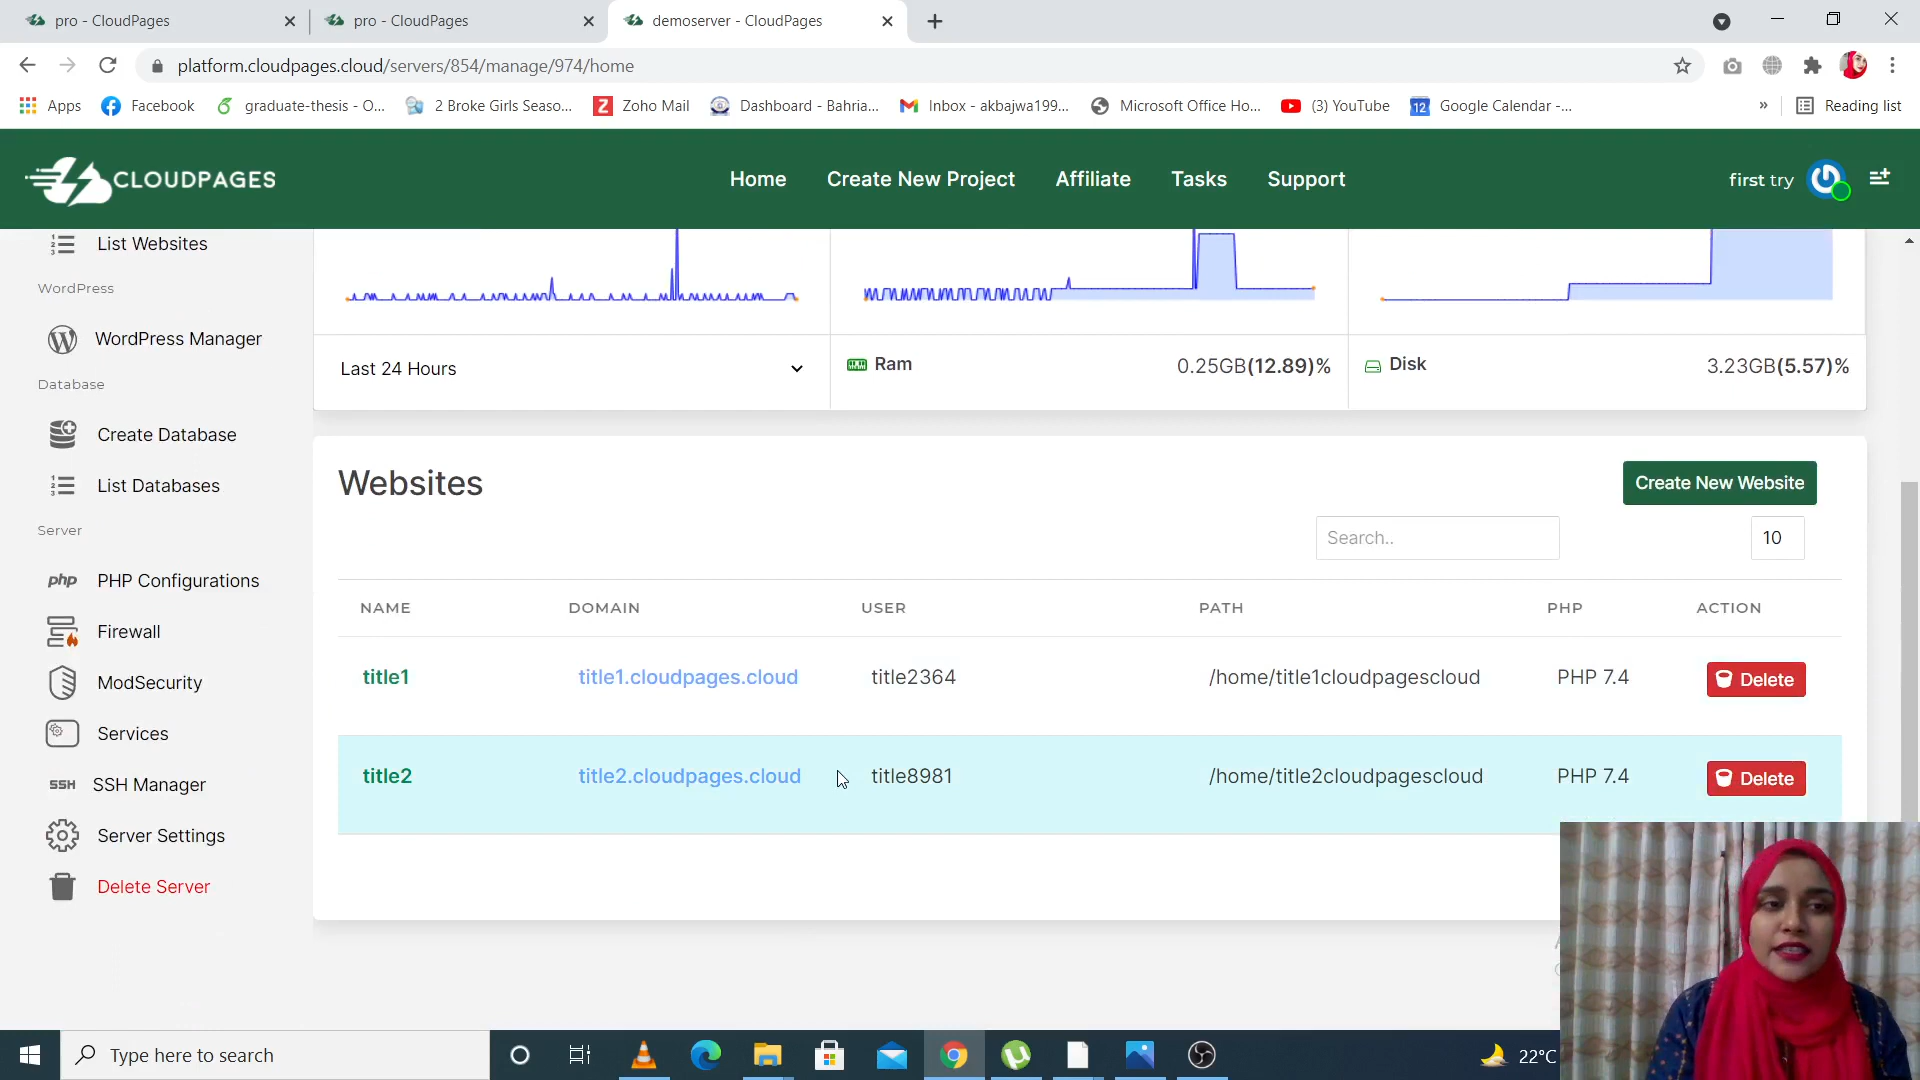 pro - CloudPages
pro - CloudPages
demoserver - CloudPages
platform.cloudpages.cloud/servers/854/manage/974/home
Apps
Facebook
graduate-thesis - O...
2 Broke Girls Seaso...
Zoho Mail
Dashboard - Bahria...
Inbox - akbajwa199...
Microsoft Office Ho...
(3) YouTube
Google Calendar -...
»
Reading list
CLOUDPAGES
Home
Create New Project
Affiliate
Tasks
Support
first try
List Websites
WordPress
WordPress Manager
Database
Create Database
List Databases
Server
php PHP Configurations
Firewall
ModSecurity
Services
SSH SSH Manager
Server Settings
Delete Server
Last 24 Hours
Ram
0.25GB(12.89)%
Disk
3.23GB(5.57)%
Websites
Create New Website
Search..
10
NAME DOMAIN USER PATH PHP ACTION
title1 title1.cloudpages.cloud title2364 /home/title1cloudpagescloud PHP 7.4 Delete
title2 title2.cloudpages.cloud title8981 /home/title2cloudpagescloud PHP 7.4 Delete
Type here to search
22°C